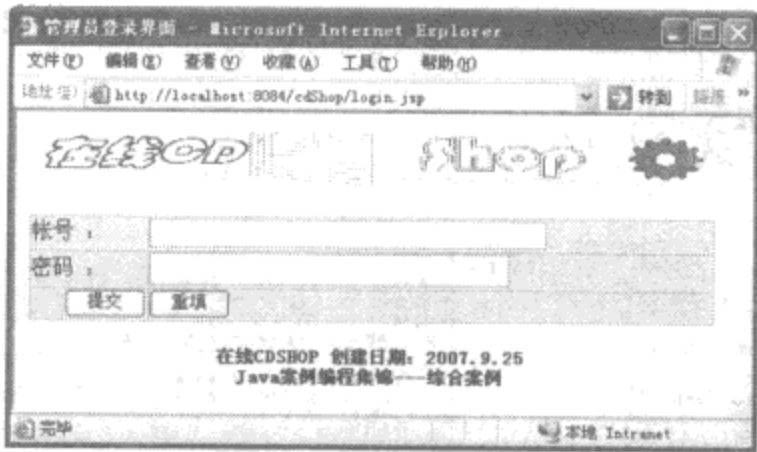 管理员登录界面 - Microsoft Internet Explorer
文件(F) 编辑(E) 查看(V) 收藏(A) 工具(T) 帮助(H)
地址(D) http://localhost:8084/cdShop/login.jsp 转到 链接 »
在线CD Shop
帐号：
密码：
提交 重填
在线CDSHOP 创建日期：2007.9.25
Java案例编程集锦---综合案例
完毕 本地 Intranet